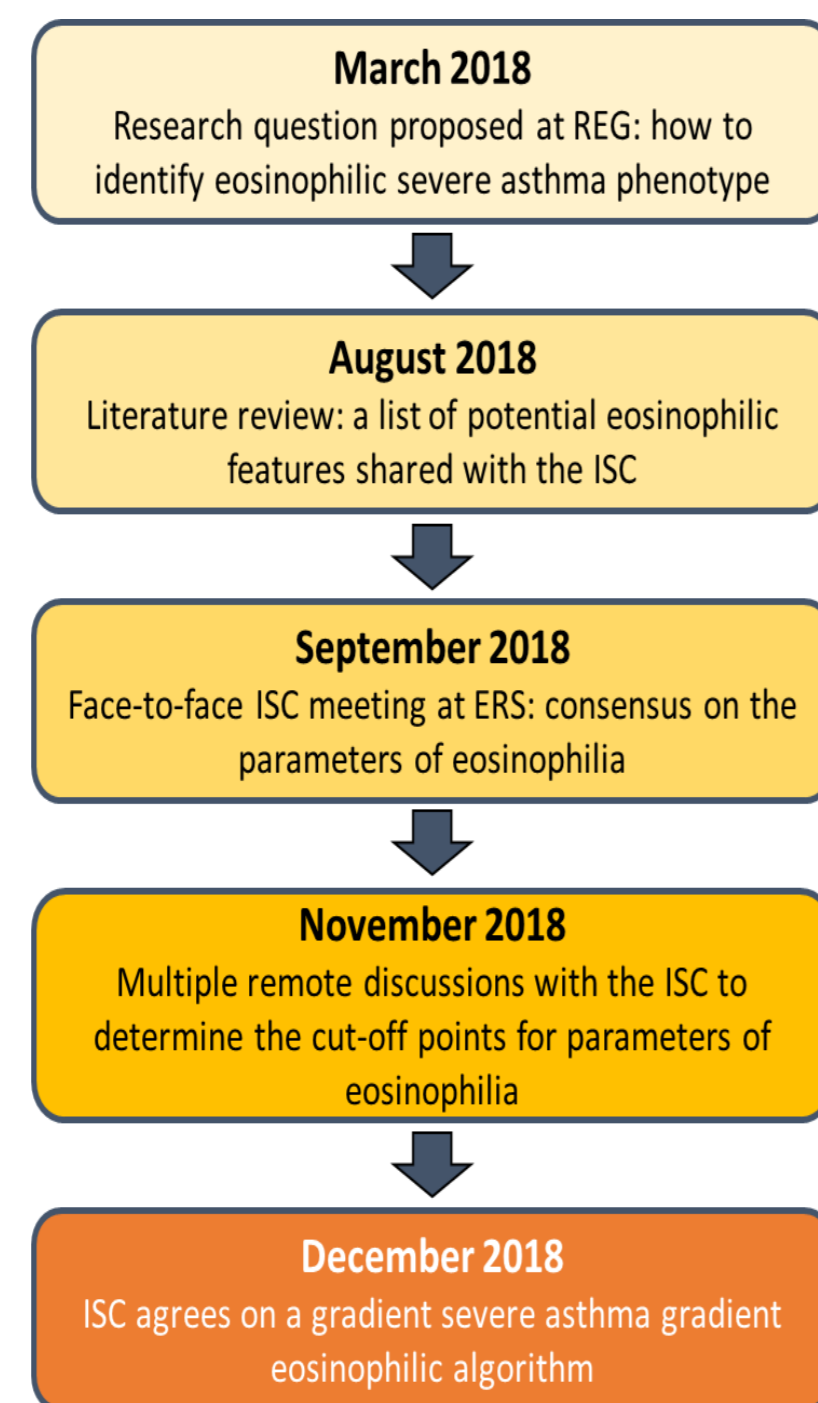 March 2018
Research question proposed at REG: how to
identify eosinophilic severe asthma phenotype
August 2018
Literature review: a list of potential eosinophilic
features shared with the ISC
September 2018
Face-to-face ISC meeting at ERS: consensus on the
parameters of eosinophilia
November 2018
Multiple remote discussions with the ISC to
determine the cut-off points for parameters of
eosinophilia
December 2018
ISC agrees on a gradient severe asthma gradient
eosinophilic algorithm